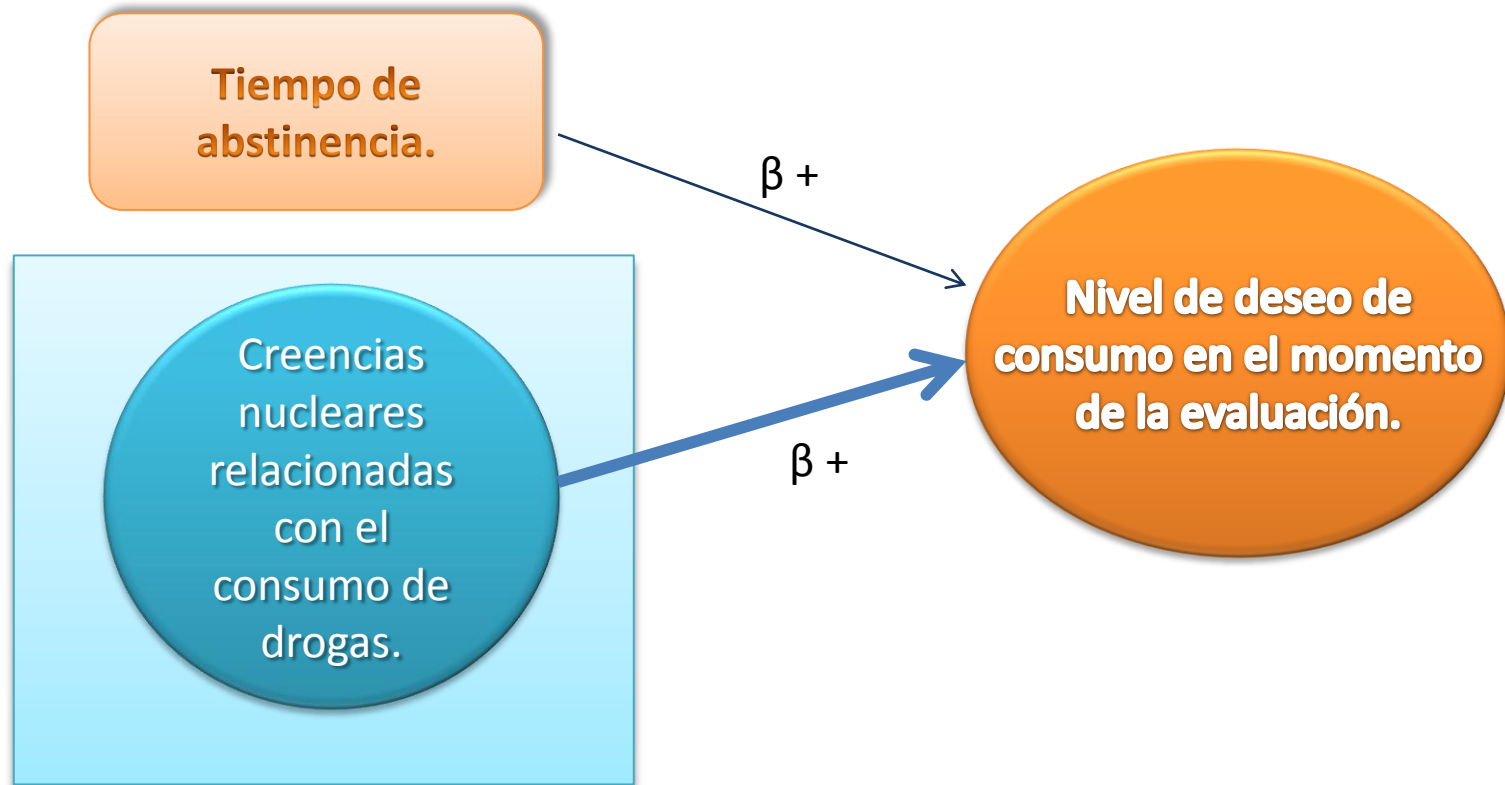 Tiempo de
abstinencia.
β +
Nivel de deseo de
consumo en el momento
de la evaluación.
Creencias
nucleares
relacionadas
con el
consumo de
drogas.
β +